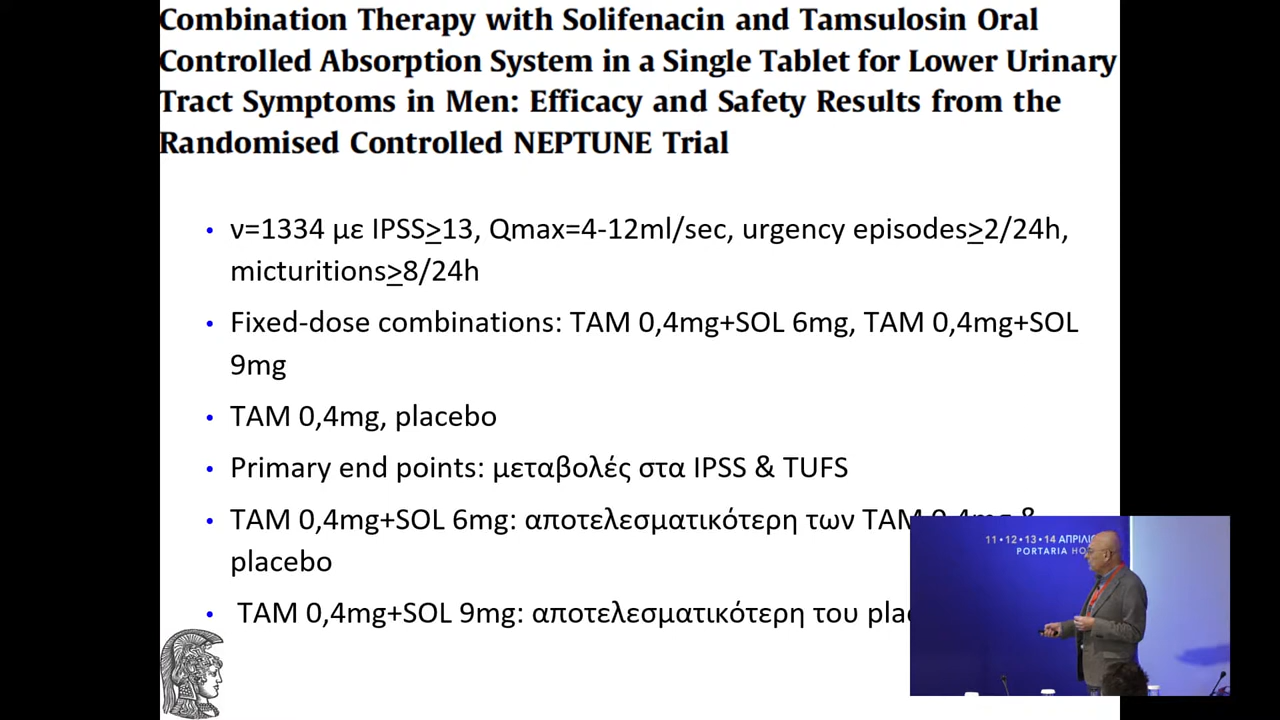 Combination Therapy with Solifenacin and Tamsulosin Oral
Controlled Absorption System in a Single Tablet for Lower Urinary
Tract Symptoms in Men: Efficacy and Safety Results from the
Randomised Controlled NEPTUNE Trial
• ν=1334 με IPSS≥13, Qmax=4-12ml/sec, urgency episodes≥2/24h,
micturitions≥8/24h
• Fixed-dose combinations: TAM 0,4mg+SOL 6mg, TAM 0,4mg+SOL
9mg
• TAM 0,4mg, placebo
• Primary end points: μεταβολές στα IPSS & TUFS
• TAM 0,4mg+SOL 6mg: αποτελεσματικότερη των TAM 0,4mg &
placebo
• TAM 0,4mg+SOL 9mg: αποτελεσματικότερη του
11•12•13•14 ΑΠΡΙΛΙΟ
PORTARIA HO